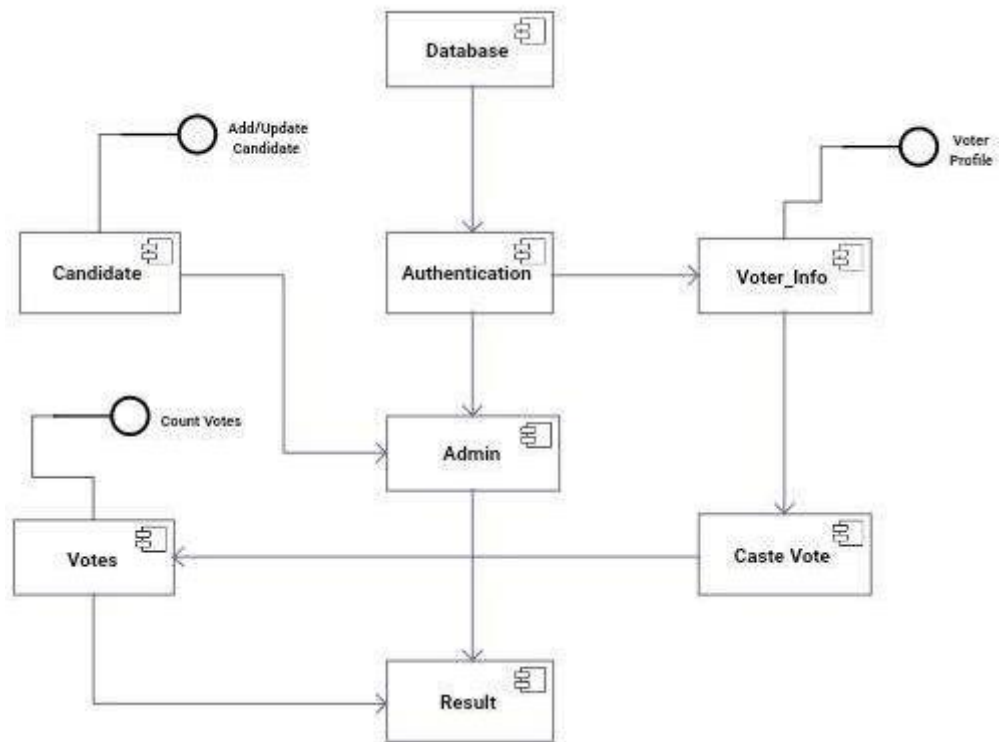 Database
Add/Update
Candidate
Voter
Profile
Candidate
Authentication
Voter_Info
Count Votes
Admin
Votes
Caste Vote
Result